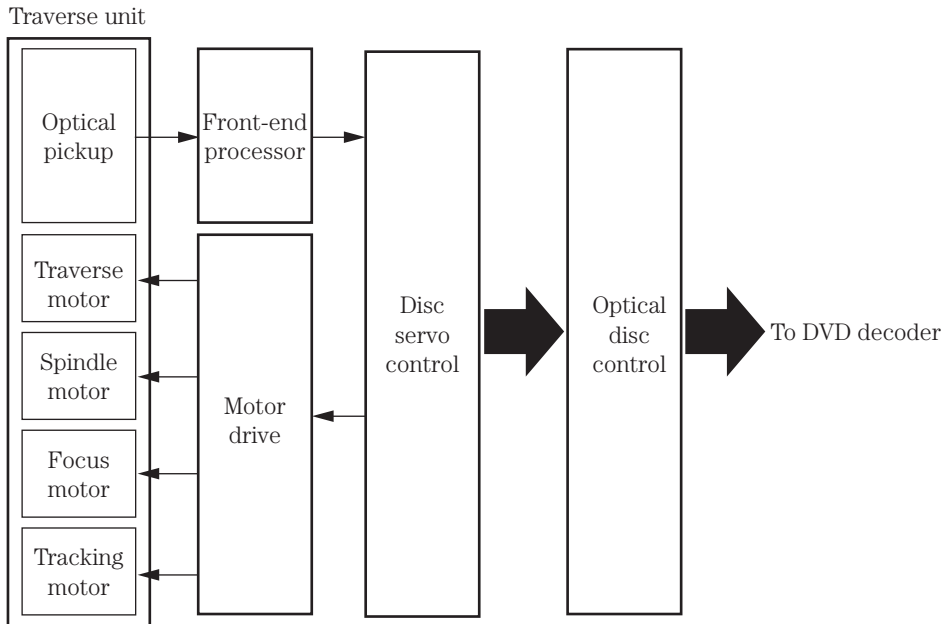 Traverse unit
Optical
pickup
Front-end
processor
Traverse
motor
Spindle
motor
Focus
motor
Tracking
motor
Motor
drive
Disc
servo
control
Optical
disc
control
To DVD decoder